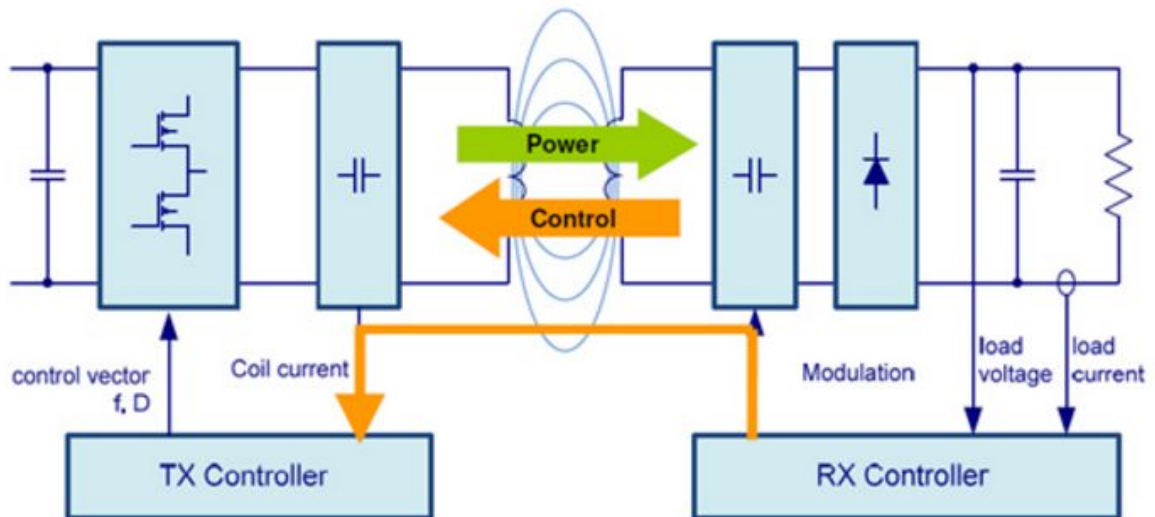 Power
Control
control vector
f, D
Coil current
Modulation
load
voltage
load
current
TX Controller
RX Controller